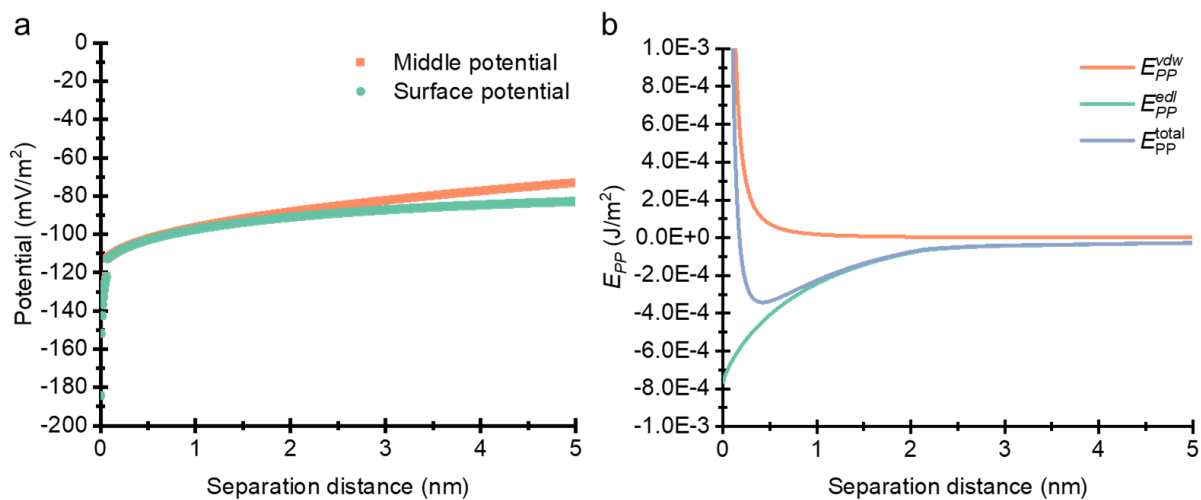 a
0
-20
-40
-60
-80
-100
-120
-140
-160
-180
-200
Potential (mV/m²)
Middle potential
Surface potential
0 1 2 3 4 5
Separation distance (nm)
b
1.0E-3
8.0E-4
6.0E-4
4.0E-4
2.0E-4
0.0E+0
-2.0E-4
-4.0E-4
-6.0E-4
-8.0E-4
-1.0E-3
E_PP (J/m²)
E_PP^vdw
E_PP^edl
E_PP^total
0 1 2 3 4 5
Separation distance (nm)